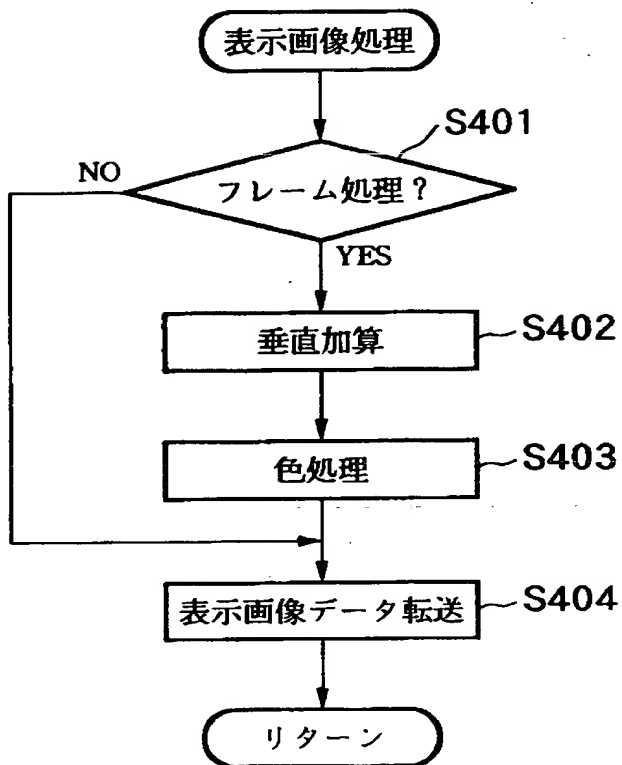 表示画像処理
S401
NO
フレーム処理?
YES
垂直加算
S402
色処理
S403
表示画像データ転送
S404
リターン